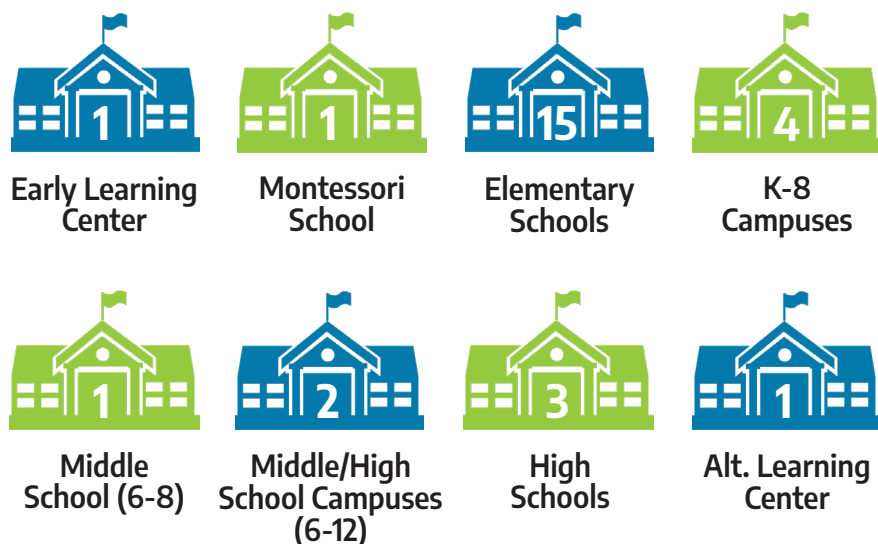 1
Early Learning
Center
1
Montessori
School
15
Elementary
Schools
4
K-8
Campuses
1
Middle
School (6-8)
2
Middle/High
School Campuses
(6-12)
3
High
Schools
1
Alt. Learning
Center